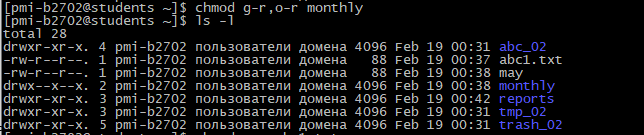 [pmi-b2702@students ~]$ chmod g-r,o-r monthly
[pmi-b2702@students ~]$ ls -l
total 28
drwxr-xr-x. 4 pmi-b2702 пользователи домена 4096 Feb 19 00:31 abc_02
-rw-r--r--. 1 pmi-b2702 пользователи домена   88 Feb 19 00:37 abc1.txt
-rw-r--r--. 1 pmi-b2702 пользователи домена   88 Feb 19 00:38 may
drwx--x--x. 2 pmi-b2702 пользователи домена 4096 Feb 19 00:38 monthly
drwxr-xr-x. 3 pmi-b2702 пользователи домена 4096 Feb 19 00:42 reports
drwxr-xr-x. 3 pmi-b2702 пользователи домена 4096 Feb 19 00:31 tmp_02
drwxr-xr-x. 5 pmi-b2702 пользователи домена 4096 Feb 19 00:31 trash_02